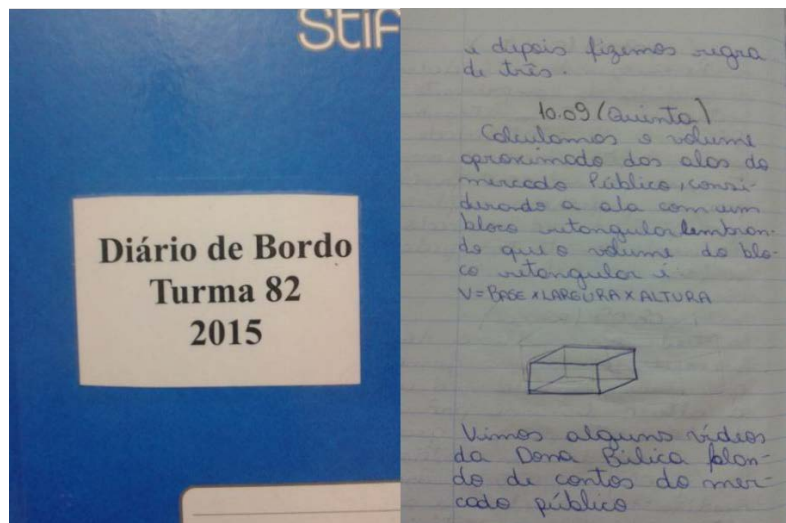 Stif
Diário de Bordo
Turma 82
2015
e depois fizemos regra
de três.
10.09 (Quinta)
Calculamos o volume
aproximado das alas do
mercado Público, consi-
derando a ala com um
bloco retangular lembran-
do que o volume do blo-
co retangular é
V = BASE X LARGURA X ALTURA
Vimos alguns vídeos
da Dona Bilica falan-
do de contos do mer-
cado público